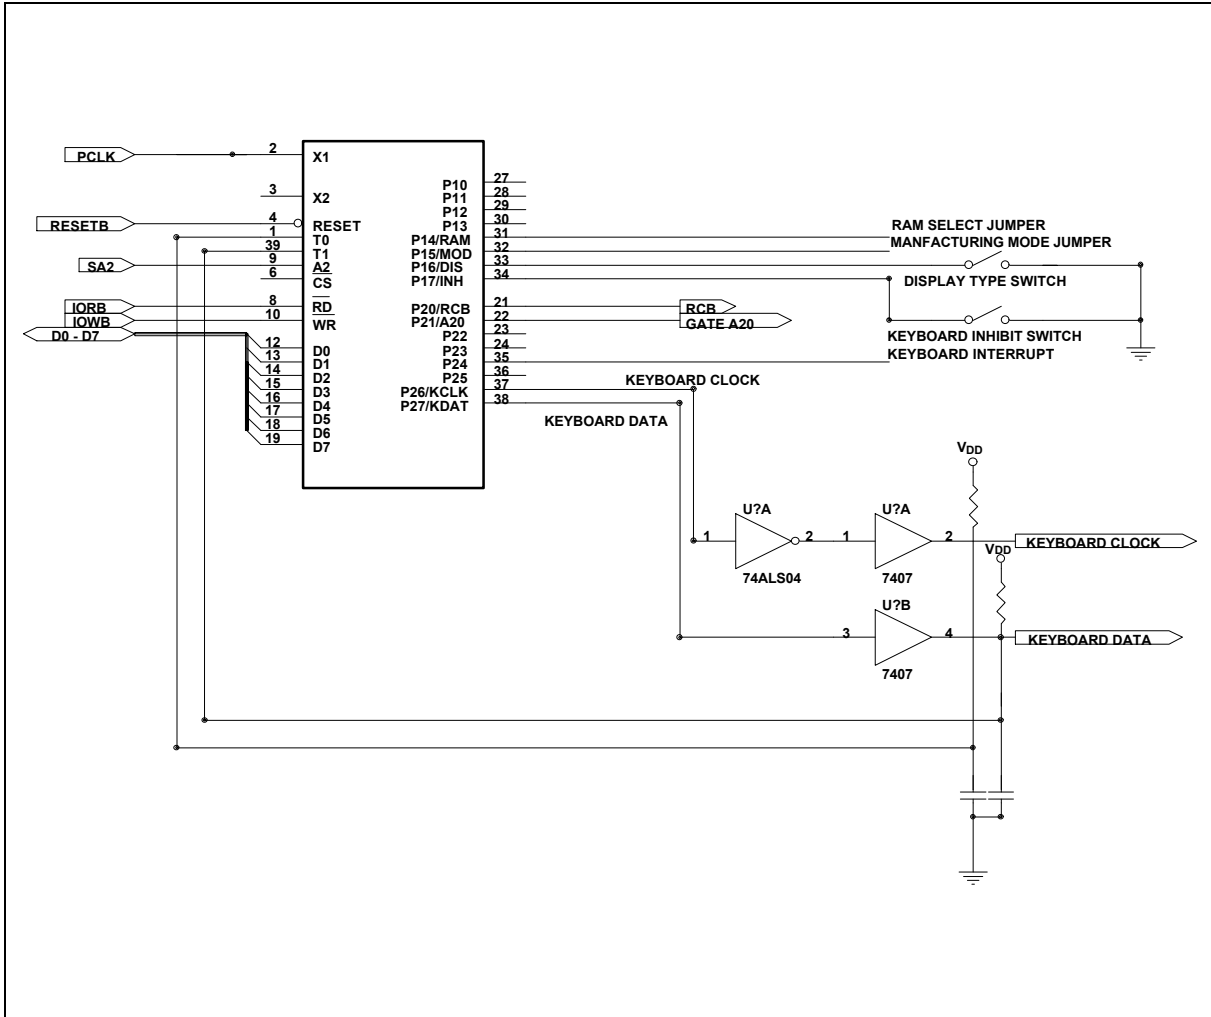 PCLK
2
X1
3
X2
RESETB
4
RESET
1
T0
39
T1
SA2
9
A2
6
CS
IORB
8
RD
IOWB
10
WR
D0 - D7
12
D0
13
D1
14
D2
15
D3
16
D4
17
D5
18
D6
19
D7
P10
27
P11
28
P12
29
P13
30
P14/RAM
31
P15/MOD
32
P16/DIS
33
P17/INH
34
P20/RCB
21
P21/A20
22
P22
23
P23
24
P24
35
P25
36
P26/KCLK
37
P27/KDAT
38
RAM SELECT JUMPER
MANFACTURING MODE JUMPER
DISPLAY TYPE SWITCH
RCB
GATE A20
KEYBOARD INHIBIT SWITCH
KEYBOARD INTERRUPT
KEYBOARD CLOCK
KEYBOARD DATA
VDD
U?A
1
2
74ALS04
U?A
1
2
7407
KEYBOARD CLOCK
VDD
U?B
3
4
7407
KEYBOARD DATA